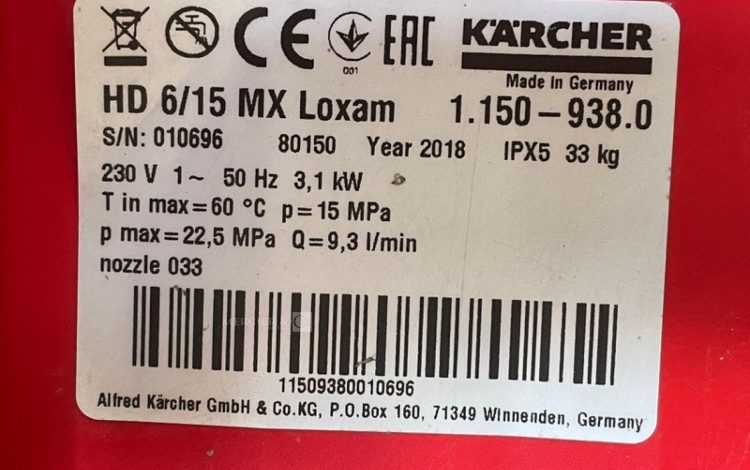 CE EAC KÄRCHER
001
Made in Germany
HD 6/15 MX Loxam 1.150-938.0
S/N: 010696 80150 Year 2018 IPX5 33 kg
230 V 1~ 50 Hz 3,1 kW
T in max=60 °C p=15 MPa
p max=22,5 MPa Q=9,3 l/min
nozzle 033
11509380010696
Alfred Kärcher GmbH & Co.KG, P.O.Box 160, 71349 Winnenden, Germany